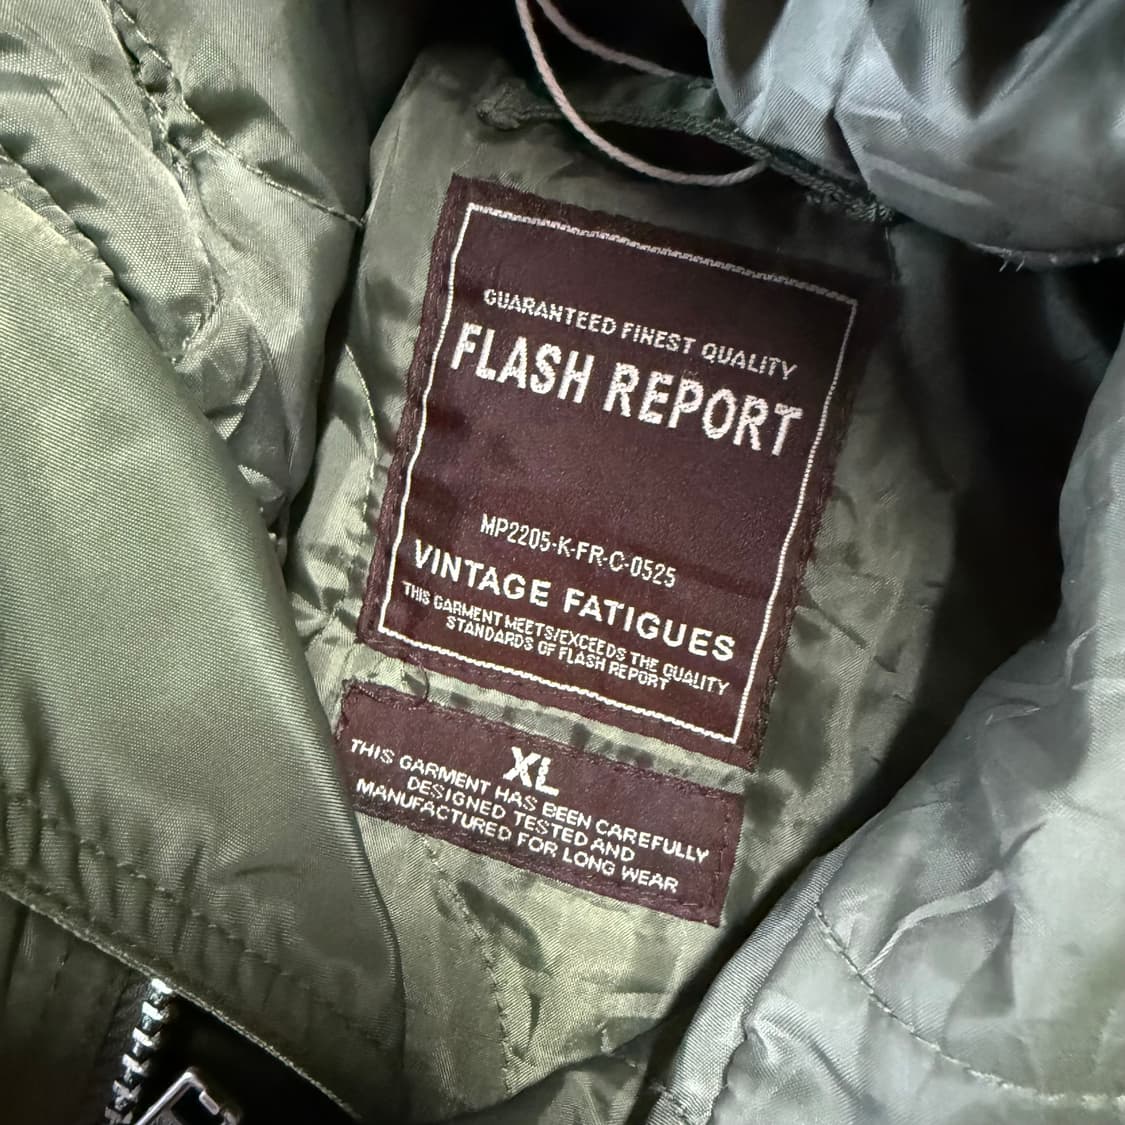 GUARANTEED FINEST QUALITY
FLASH REPORT
MP2205-K-FR-C-0525
VINTAGE FATIGUES
THIS GARMENT MEETS/EXCEEDS THE QUALITY
STANDARDS OF FLASH REPORT
XL
THIS GARMENT HAS BEEN CAREFULLY
DESIGNED TESTED AND
MANUFACTURED FOR LONG WEAR